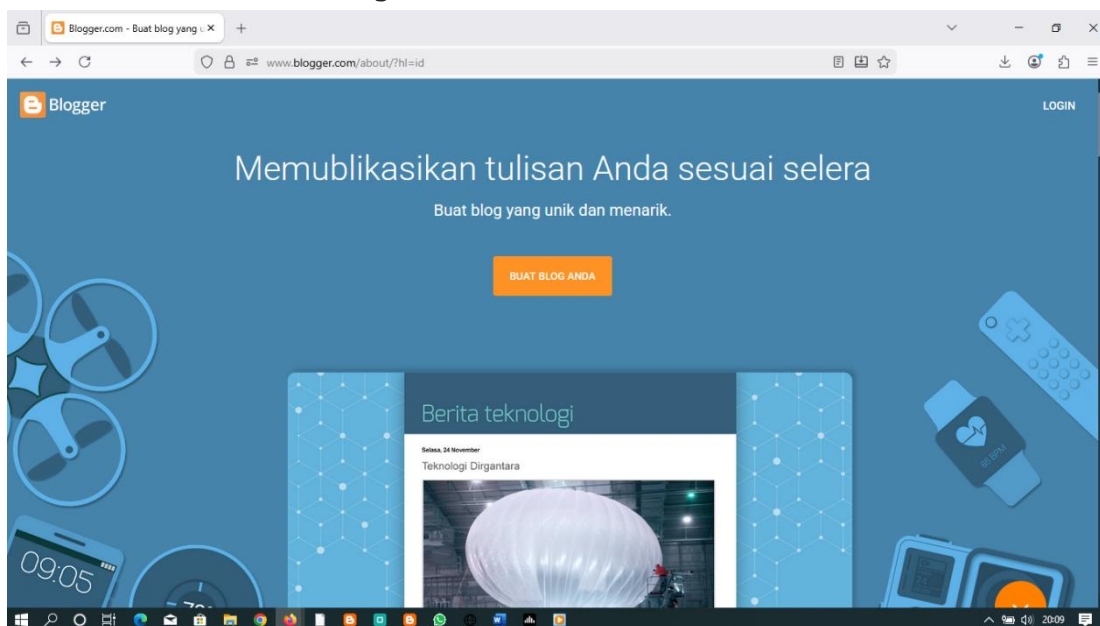 Blogger.com - Buat blog yang u
www.blogger.com/about/?hl=id
Blogger
LOGIN
Memublikasikan tulisan Anda sesuai selera
Buat blog yang unik dan menarik.
BUAT BLOG ANDA
Berita teknologi
Selasa, 24 November
Teknologi Dirgantara
88 BPM
09:05
20:09